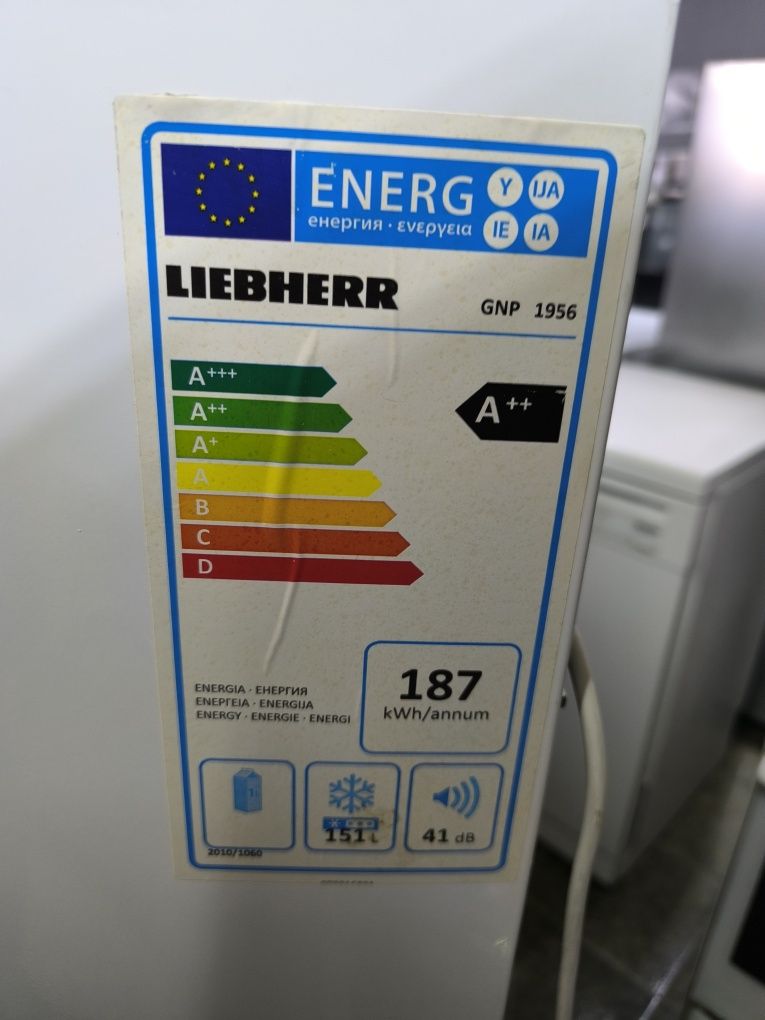 ENERG Y IJA
енергия · ενεργεια IE IA
LIEBHERR
GNP 1956
A+++
A++
A++
A+
A
B
C
D
187
kWh/annum
ENERGIA · ЕНЕРГИЯ
ΕΝΕΡΓΕΙΑ · ENERGIJA
ENERGY · ENERGIE · ENERGI
151 L
41 dB
2010/1060